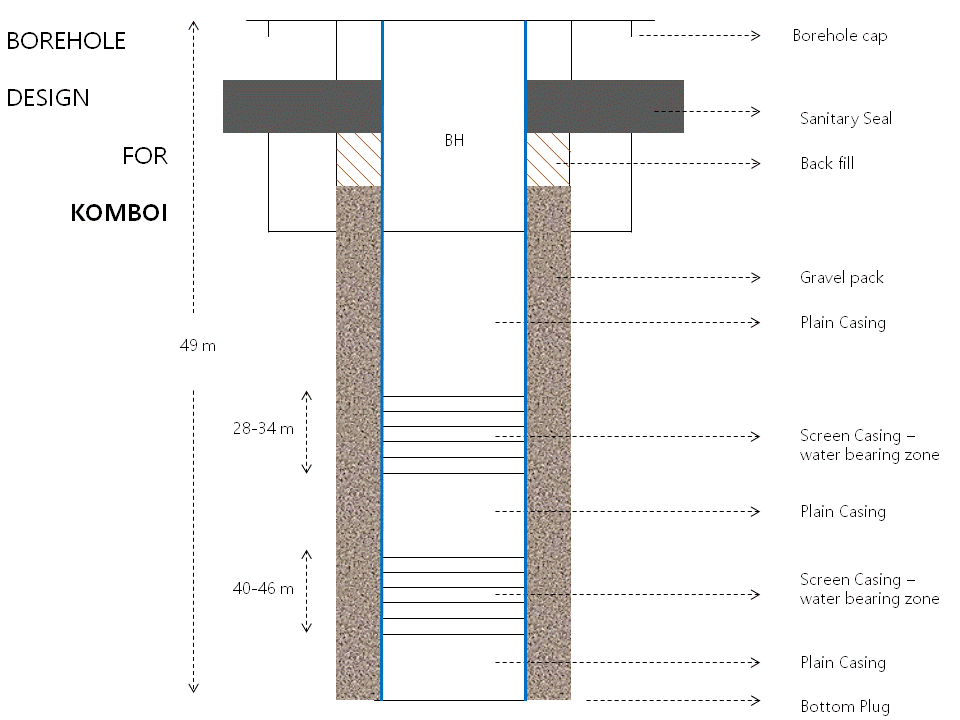 BOREHOLE
DESIGN
FOR
KOMBOI
BH
49 m
28-34 m
40-46 m
Borehole cap
Sanitary Seal
Back fill
Gravel pack
Plain Casing
Screen Casing –
water bearing zone
Plain Casing
Screen Casing –
water bearing zone
Plain Casing
Bottom Plug